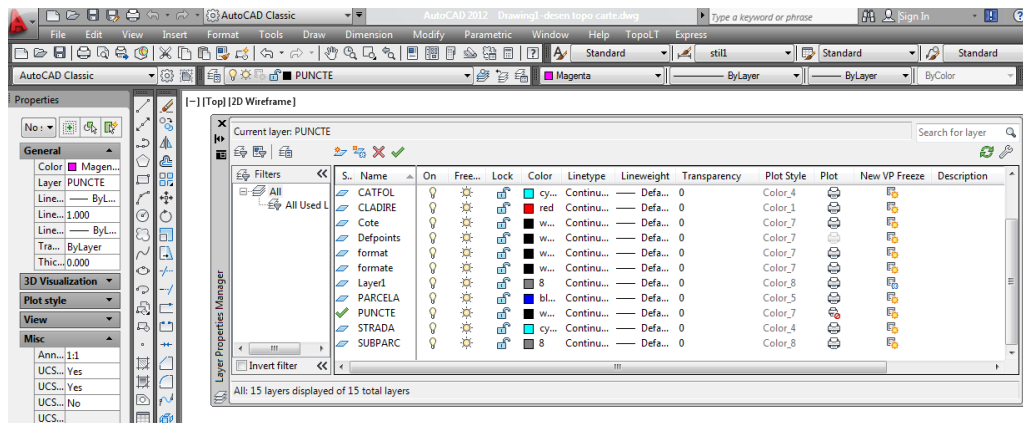 AutoCAD Classic AutoCAD 2012 Drawing1-desen topo carte.dwg Type a keyword or phrase Sign In
File Edit View Insert Format Tools Draw Dimension Modify Parametric Window Help TopoLT Express
Standard stil1 Standard Standard
AutoCAD Classic PUNCTE Magenta ByLayer ByLayer ByColor
Properties
[−] [Top] [2D Wireframe]
No :
General
Color Magen...
Layer PUNCTE
Line... ByL...
Line... 1.000
Line... ByL...
Tra... ByLayer
Thic... 0.000
3D Visualization
Plot style
View
Misc
Ann... 1:1
UCS... Yes
UCS... Yes
UCS... No
UCS...
Layer Properties Manager
Current layer: PUNCTE Search for layer
Filters
All
All Used L
Invert filter
S.. Name On Free... Lock Color Linetype Lineweight Transparency Plot Style Plot New VP Freeze Description
CATFOL cy... Continu... Defa... 0 Color_4
CLADIRE red Continu... Defa... 0 Color_1
Cote w... Continu... Defa... 0 Color_7
Defpoints w... Continu... Defa... 0 Color_7
format w... Continu... Defa... 0 Color_7
formate w... Continu... Defa... 0 Color_7
Layer1 8 Continu... Defa... 0 Color_8
PARCELA bl... Continu... Defa... 0 Color_5
PUNCTE w... Continu... Defa... 0 Color_7
STRADA cy... Continu... Defa... 0 Color_4
SUBPARC 8 Continu... Defa... 0 Color_8
All: 15 layers displayed of 15 total layers